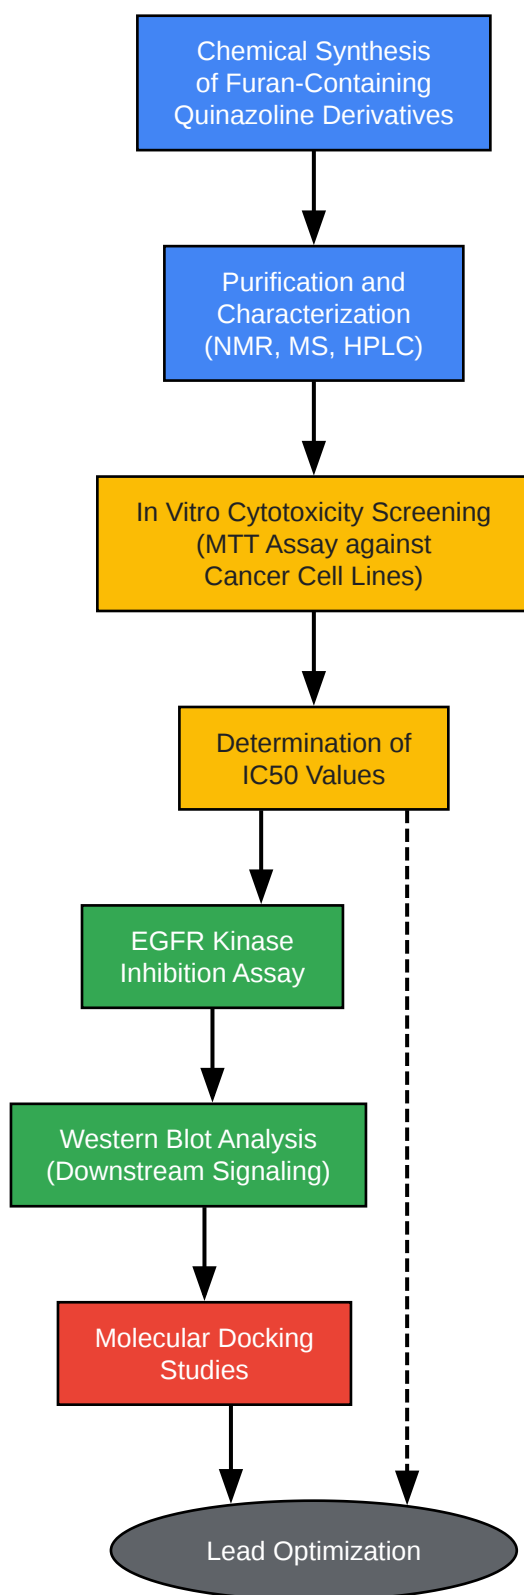 Chemical Synthesis
of Furan-Containing
Quinazoline Derivatives
Purification and
Characterization
(NMR, MS, HPLC)
In Vitro Cytotoxicity Screening
(MTT Assay against
Cancer Cell Lines)
Determination of
IC50 Values
EGFR Kinase
Inhibition Assay
Western Blot Analysis
(Downstream Signaling)
Molecular Docking
Studies
Lead Optimization